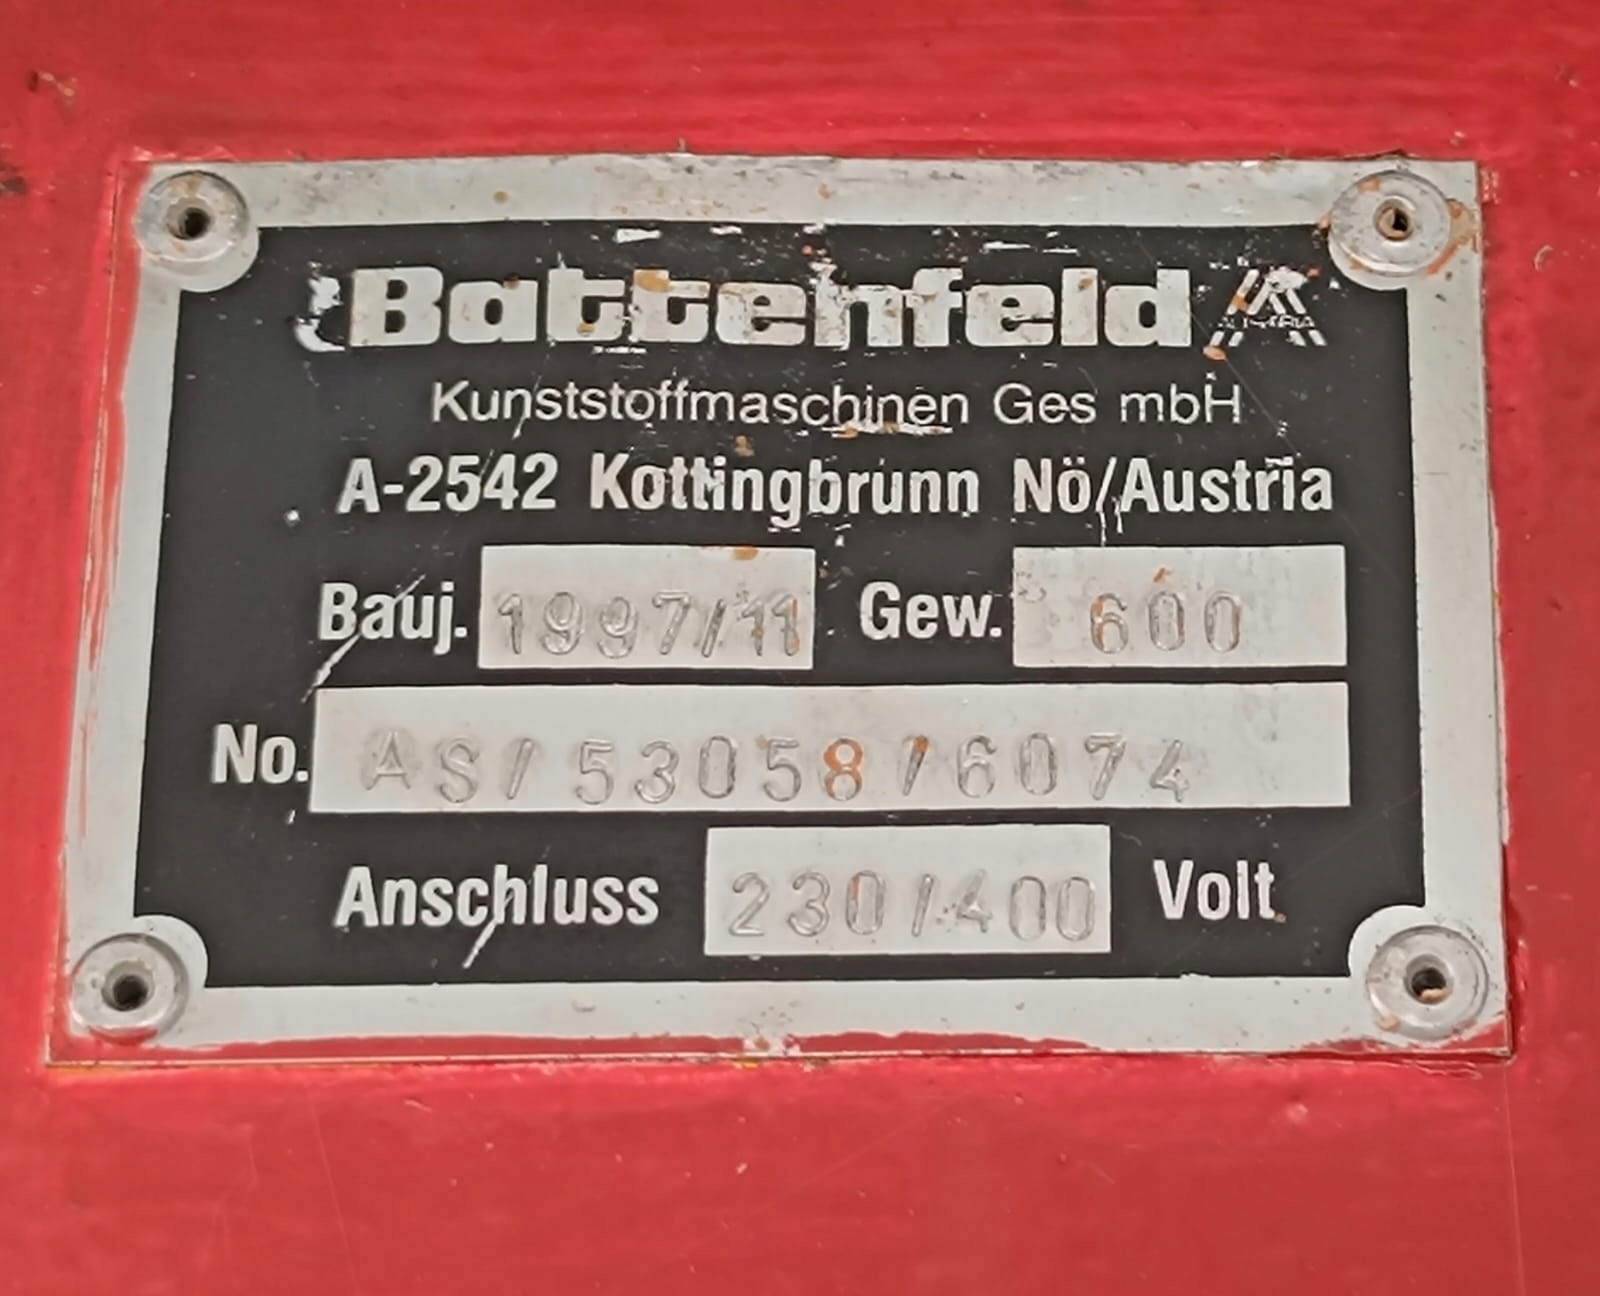 Battenfeld AUSTRIA
Kunststoffmaschinen Ges mbH
A-2542 Kottingbrunn Nö/Austria
Bauj. 1997/11 Gew. 600
No. AS/53058/6074
Anschluss 230/400 Volt